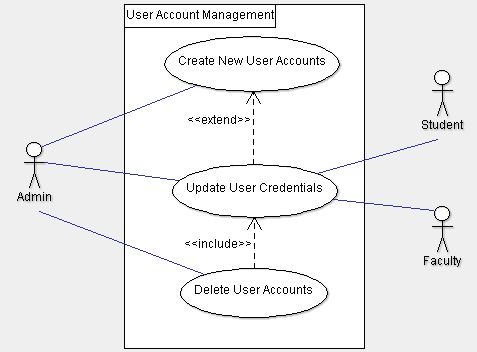 User Account Management
Create New User Accounts
<<extend>>
Student
Admin
Update User Credentials
<<include>>
Faculty
Delete User Accounts